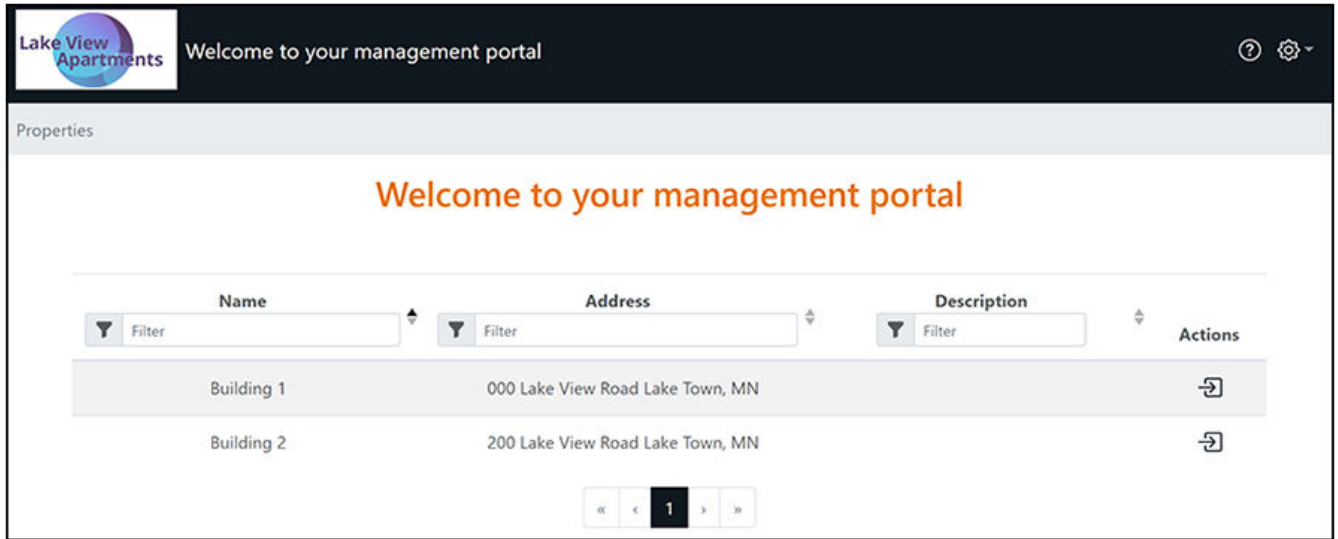 Lake View
Apartments
Welcome to your management portal
Properties
Welcome to your management portal
Name Address Description
Filter Filter Filter Actions
Building 1 000 Lake View Road Lake Town, MN
Building 2 200 Lake View Road Lake Town, MN
« ‹ 1 › »